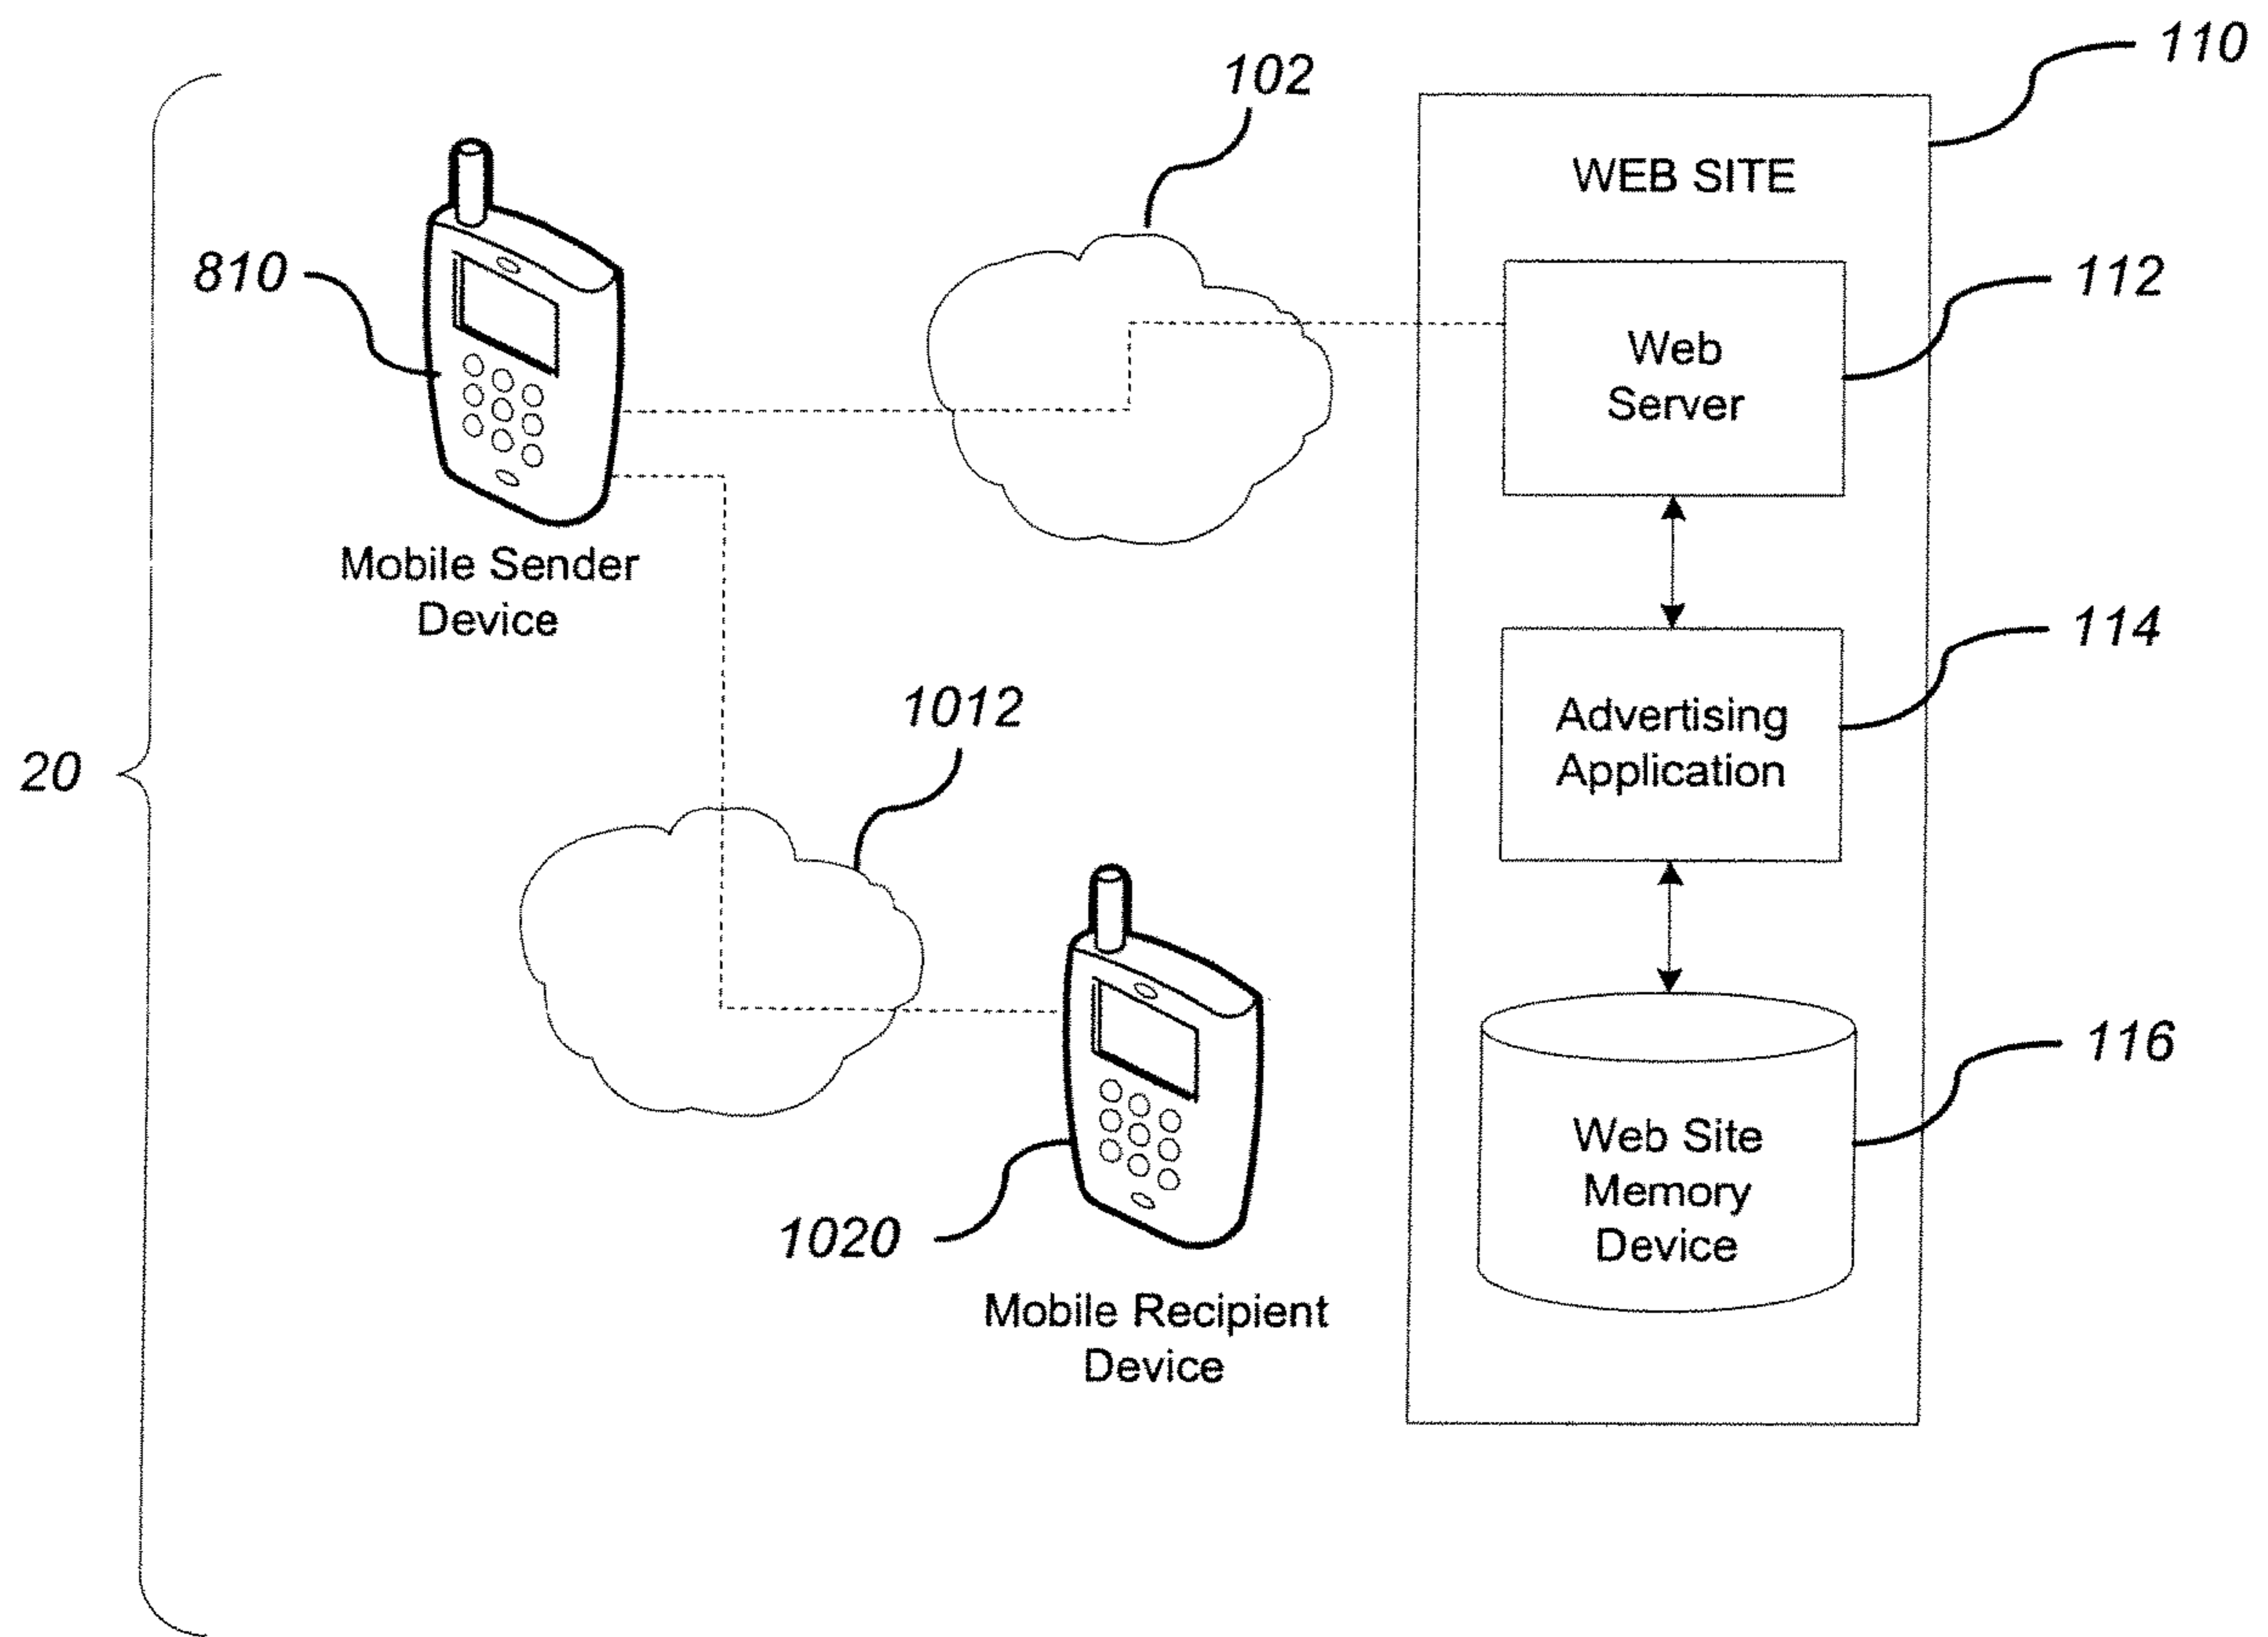 110
102
WEB SITE
810
112
Web
Server
Mobile Sender
Device
114
1012
Advertising
Application
20
116
Web Site
Memory
Device
1020
Mobile Recipient
Device